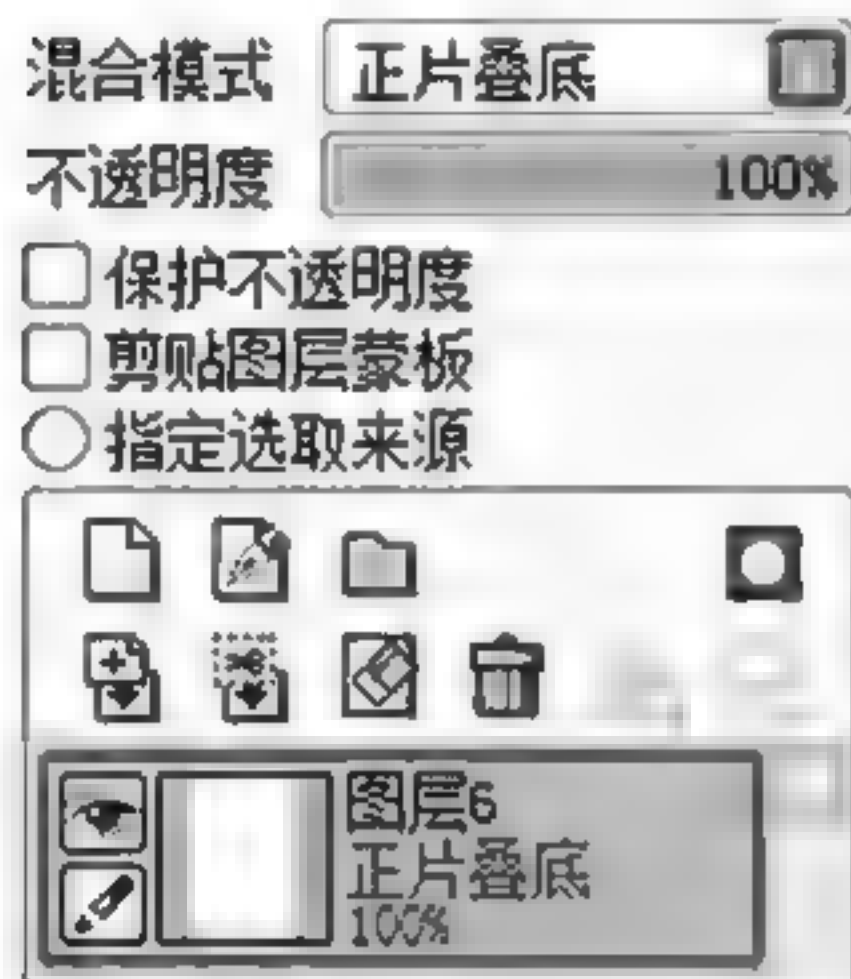 混合模式 正片叠底
不透明度 100%
保护不透明度
剪贴图层蒙板
指定选取来源
图层6
正片叠底
100%